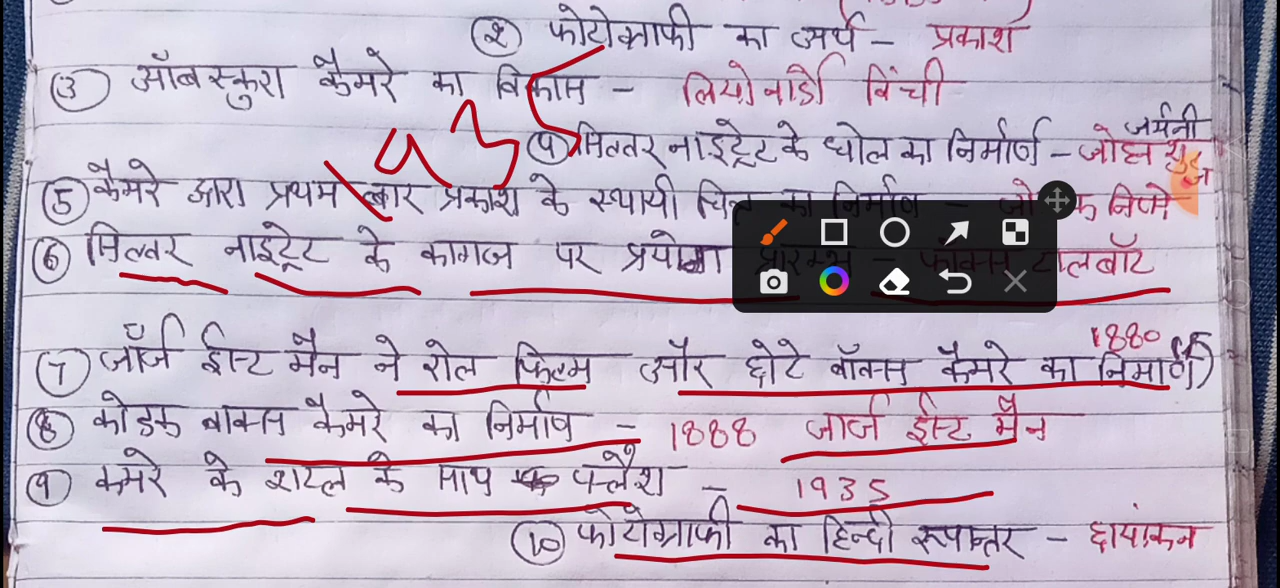 ② फोटोग्राफी का अर्थ – प्रकाश
③ ऑबस्कुरा कैमरे का विकास – लियोनार्डो विंची
④ सिल्वर नाइट्रेट के घोल का निर्माण – जोहान जर्मनी
⑤ कैमरे द्वारा प्रथम बार प्रकाश के स्थायी चित्र का निर्माण – निप्से
⑥ सिल्वर नाइट्रेट के कागज पर प्रयोग प्रारम्भ – फॉक्स टालबॉट
⑦ जॉर्ज ईस्ट मैन ने रोल फिल्म और छोटे बॉक्स कैमरे का निर्माण 1880
⑧ कोडक बाक्स कैमरे का निर्माण – 1888 जार्ज ईस्ट मैन
⑨ कमरे के शटल के साथ फ्लैश – 1935
⑩ फोटोग्राफी का हिन्दी रूपान्तर – छायांकन